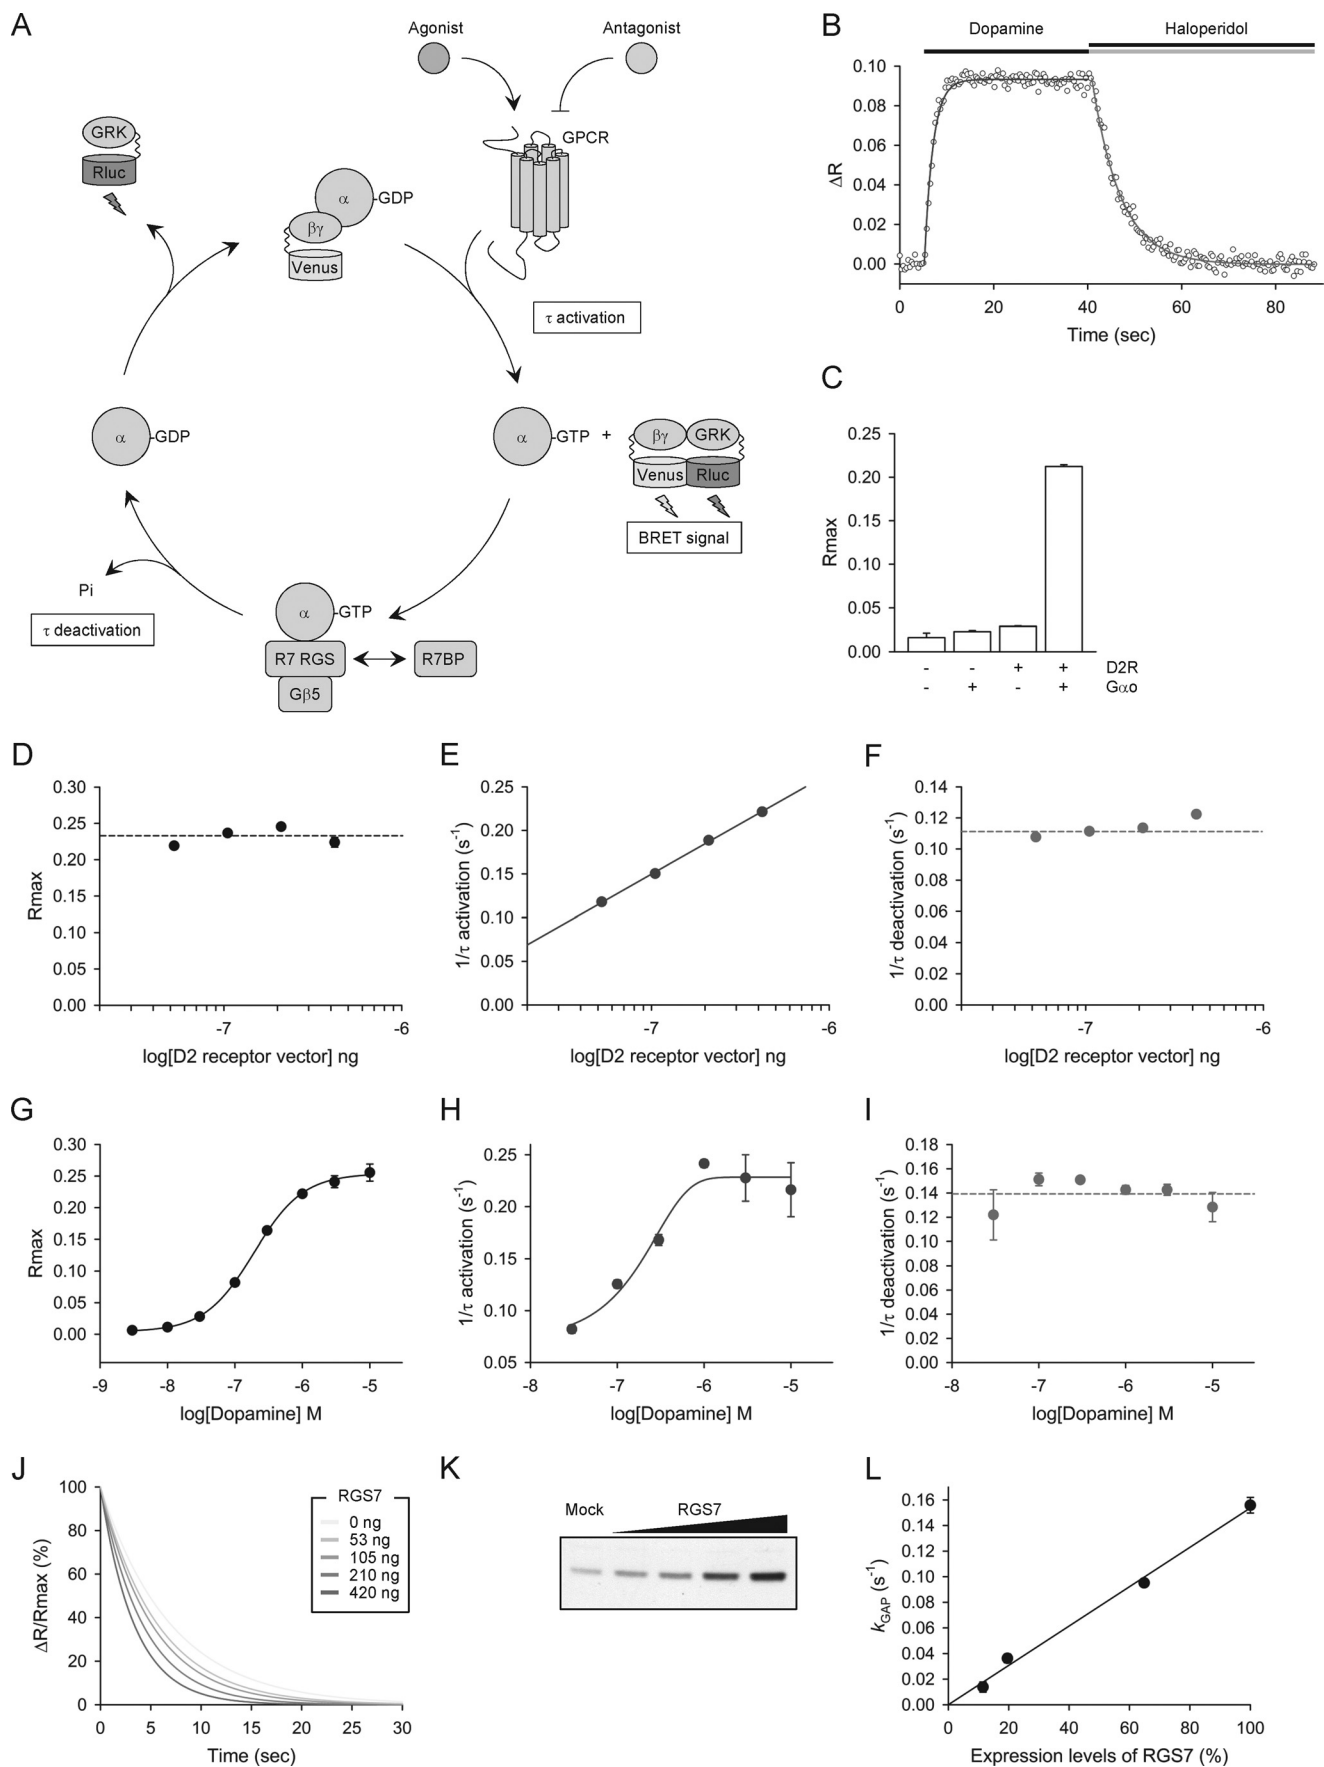 A
Agonist
Antagonist
GPCR
GRK
Rluc
α
-GDP
βγ
Venus
τ activation
α
-GDP
α
-GTP
+
βγ
GRK
Venus
Rluc
BRET signal
Pi
τ deactivation
α
-GTP
R7 RGS
R7BP
Gβ5
B
Dopamine
Haloperidol
0.10
0.08
0.06
0.04
0.02
0.00
ΔR
0 20 40 60 80
Time (sec)
C
0.25
0.20
0.15
0.10
0.05
0.00
Rmax
- - + + D2R
- + - + Gαo
D
0.30
0.25
0.20
0.15
0.10
0.05
0.00
Rmax
-7 -6
log[D2 receptor vector] ng
E
0.25
0.20
0.15
0.10
0.05
0.00
1/τ activation (s-1)
-7 -6
log[D2 receptor vector] ng
F
0.14
0.12
0.10
0.08
0.06
0.04
0.02
0.00
1/τ deactivation (s-1)
-7 -6
log[D2 receptor vector] ng
G
0.30
0.25
0.20
0.15
0.10
0.05
0.00
Rmax
-9 -8 -7 -6 -5
log[Dopamine] M
H
0.25
0.20
0.15
0.10
0.05
1/τ activation (s-1)
-8 -7 -6 -5
log[Dopamine] M
I
0.18
0.16
0.14
0.12
0.10
0.08
0.06
0.04
0.02
0.00
1/τ deactivation (s-1)
-8 -7 -6 -5
log[Dopamine] M
J
100
80
60
40
20
0
ΔR/Rmax (%)
RGS7
0 ng
53 ng
105 ng
210 ng
420 ng
0 5 10 15 20 25 30
Time (sec)
K
Mock RGS7
L
0.16
0.14
0.12
0.10
0.08
0.06
0.04
0.02
0.00
kGAP (s-1)
0 20 40 60 80 100
Expression levels of RGS7 (%)